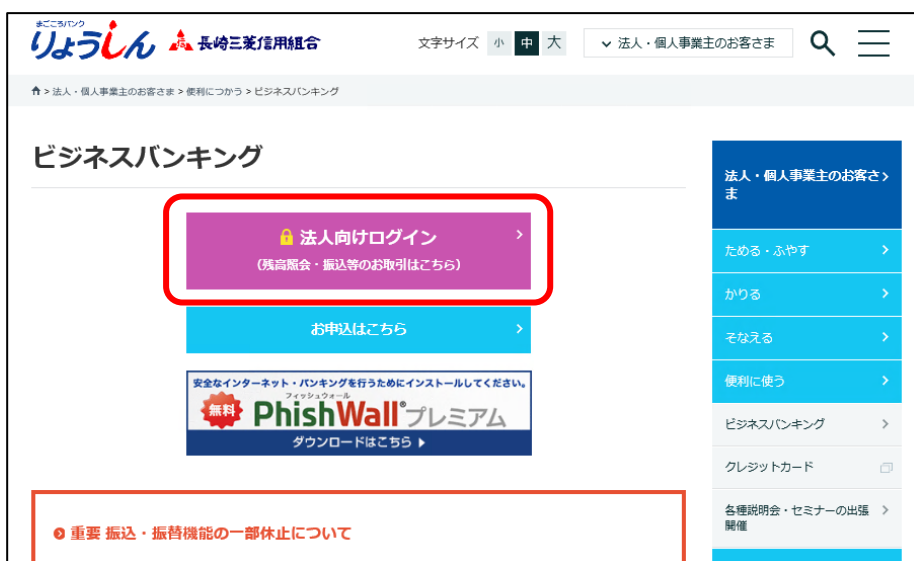 まごころバンク
りょうしん 長崎三菱信用組合
文字サイズ 小 中 大
法人・個人事業主のお客さま
> 法人・個人事業主のお客さま > 便利につかう > ビジネスバンキング
ビジネスバンキング
法人向けログイン
(残高照会・振込等のお取引はこちら)
お申込はこちら
安全なインターネット・バンキングを行うためにインストールしてください。
無料
フィッシュウォール
PhishWall®プレミアム
ダウンロードはこちら
重要 振込・振替機能の一部休止について
法人・個人事業主のお客さ
ま
ためる・ふやす
かりる
そなえる
便利に使う
ビジネスバンキング
クレジットカード
各種説明会・セミナーの出張
開催